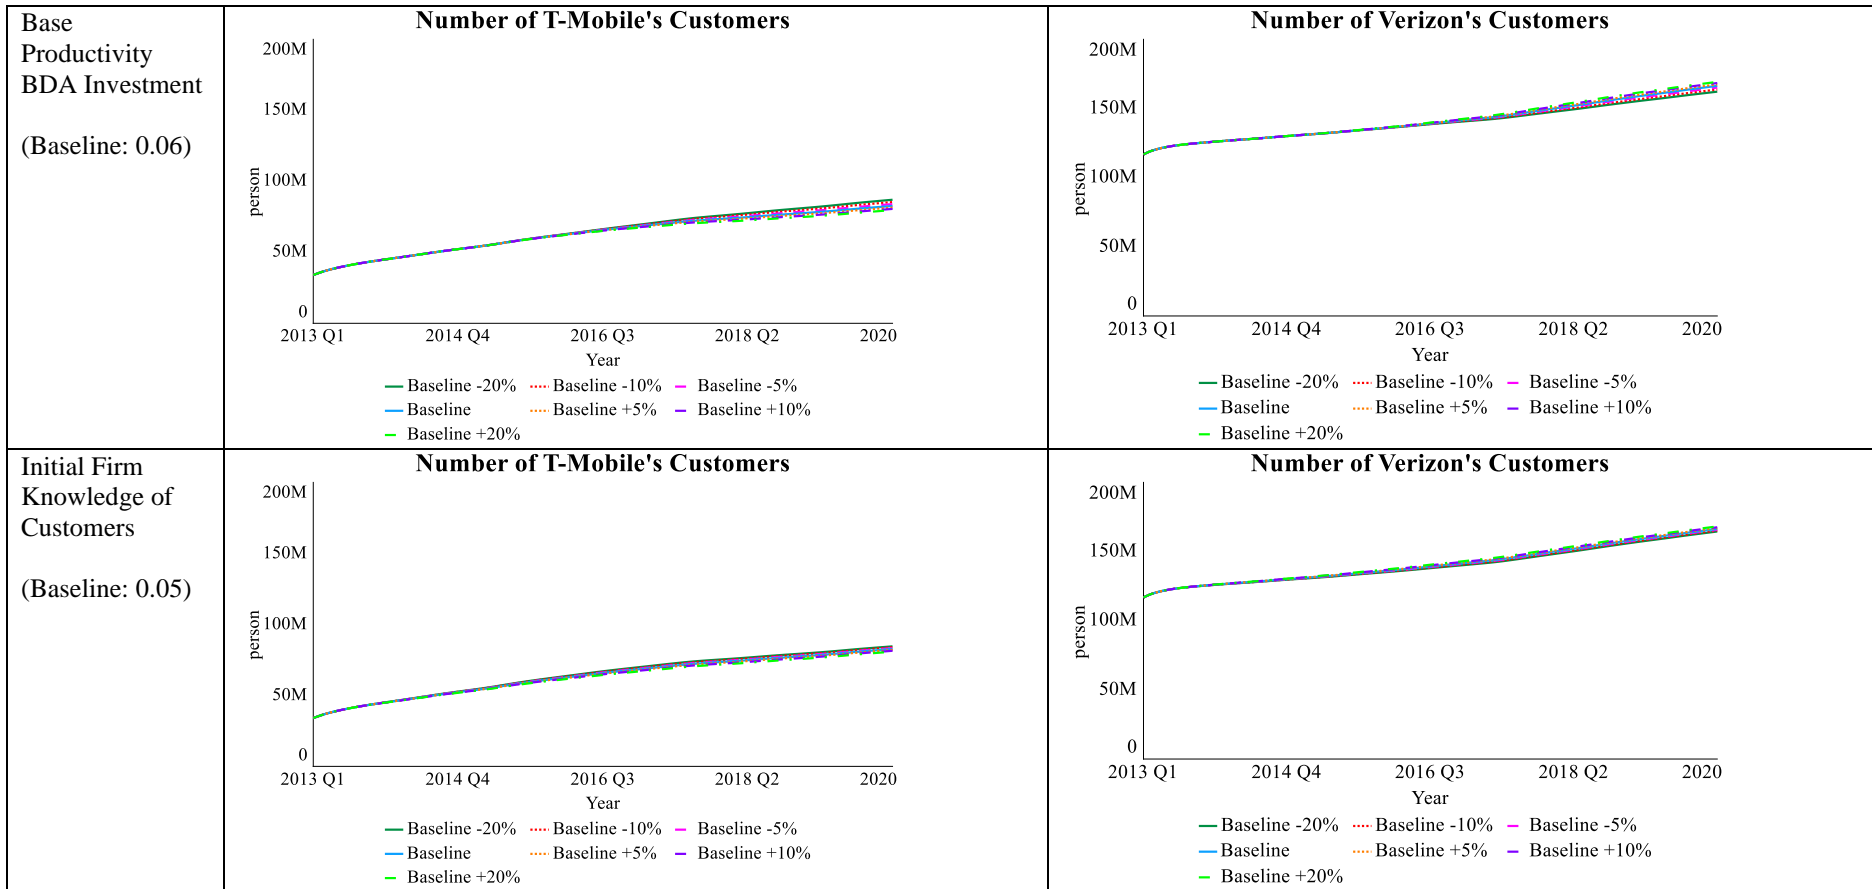 Base
Productivity
BDA Investment
(Baseline: 0.06)
Number of T-Mobile's Customers
200M
150M
100M
50M
0
person
2013 Q1 2014 Q4 2016 Q3 2018 Q2 2020
Year
Baseline -20% Baseline -10% Baseline -5%
Baseline Baseline +5% Baseline +10%
Baseline +20%
Number of Verizon's Customers
200M
150M
100M
50M
0
person
2013 Q1 2014 Q4 2016 Q3 2018 Q2 2020
Year
Baseline -20% Baseline -10% Baseline -5%
Baseline Baseline +5% Baseline +10%
Baseline +20%
Initial Firm
Knowledge of
Customers
(Baseline: 0.05)
Number of T-Mobile's Customers
200M
150M
100M
50M
0
person
2013 Q1 2014 Q4 2016 Q3 2018 Q2 2020
Year
Baseline -20% Baseline -10% Baseline -5%
Baseline Baseline +5% Baseline +10%
Baseline +20%
Number of Verizon's Customers
200M
150M
100M
50M
0
person
2013 Q1 2014 Q4 2016 Q3 2018 Q2 2020
Year
Baseline -20% Baseline -10% Baseline -5%
Baseline Baseline +5% Baseline +10%
Baseline +20%